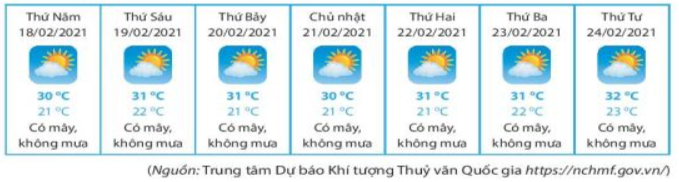 Thứ Năm
18/02/2021
30 °C
21 °C
Có mây,
không mưa
Thứ Sáu
19/02/2021
31 °C
22 °C
Có mây,
không mưa
Thứ Bảy
20/02/2021
31 °C
21 °C
Có mây,
không mưa
Chủ nhật
21/02/2021
30 °C
21 °C
Có mây,
không mưa
Thứ Hai
22/02/2021
31 °C
21 °C
Có mây,
không mưa
Thứ Ba
23/02/2021
31 °C
22 °C
Có mây,
không mưa
Thứ Tư
24/02/2021
32 °C
23 °C
Có mây,
không mưa
(Nguồn: Trung tâm Dự báo Khí tượng Thuỷ văn Quốc gia https://nchmf.gov.vn/)